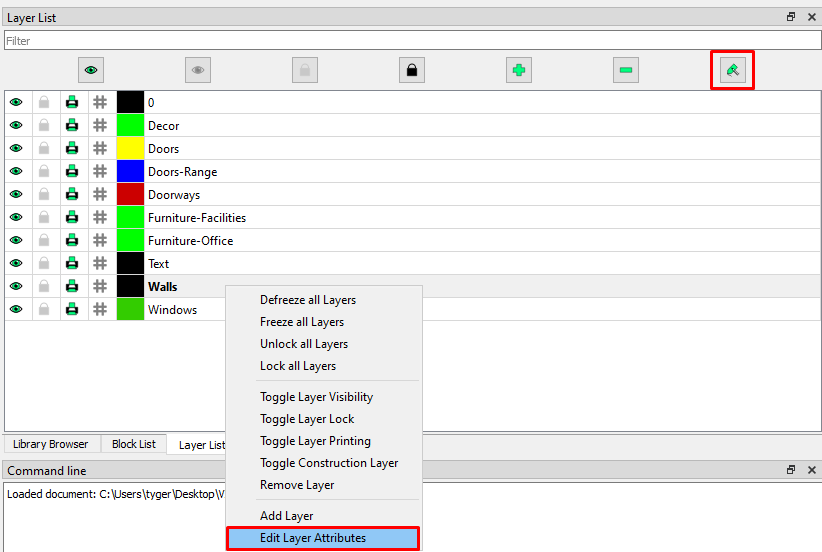 Layer List
Filter
0
Decor
Doors
Doors-Range
Doorways
Furniture-Facilities
Furniture-Office
Text
Walls
Windows
Defreeze all Layers
Freeze all Layers
Unlock all Layers
Lock all Layers
Toggle Layer Visibility
Toggle Layer Lock
Toggle Layer Printing
Toggle Construction Layer
Remove Layer
Add Layer
Edit Layer Attributes
Library Browser
Block List
Layer List
Command line
Loaded document: C:\Users\tyger\Desktop\